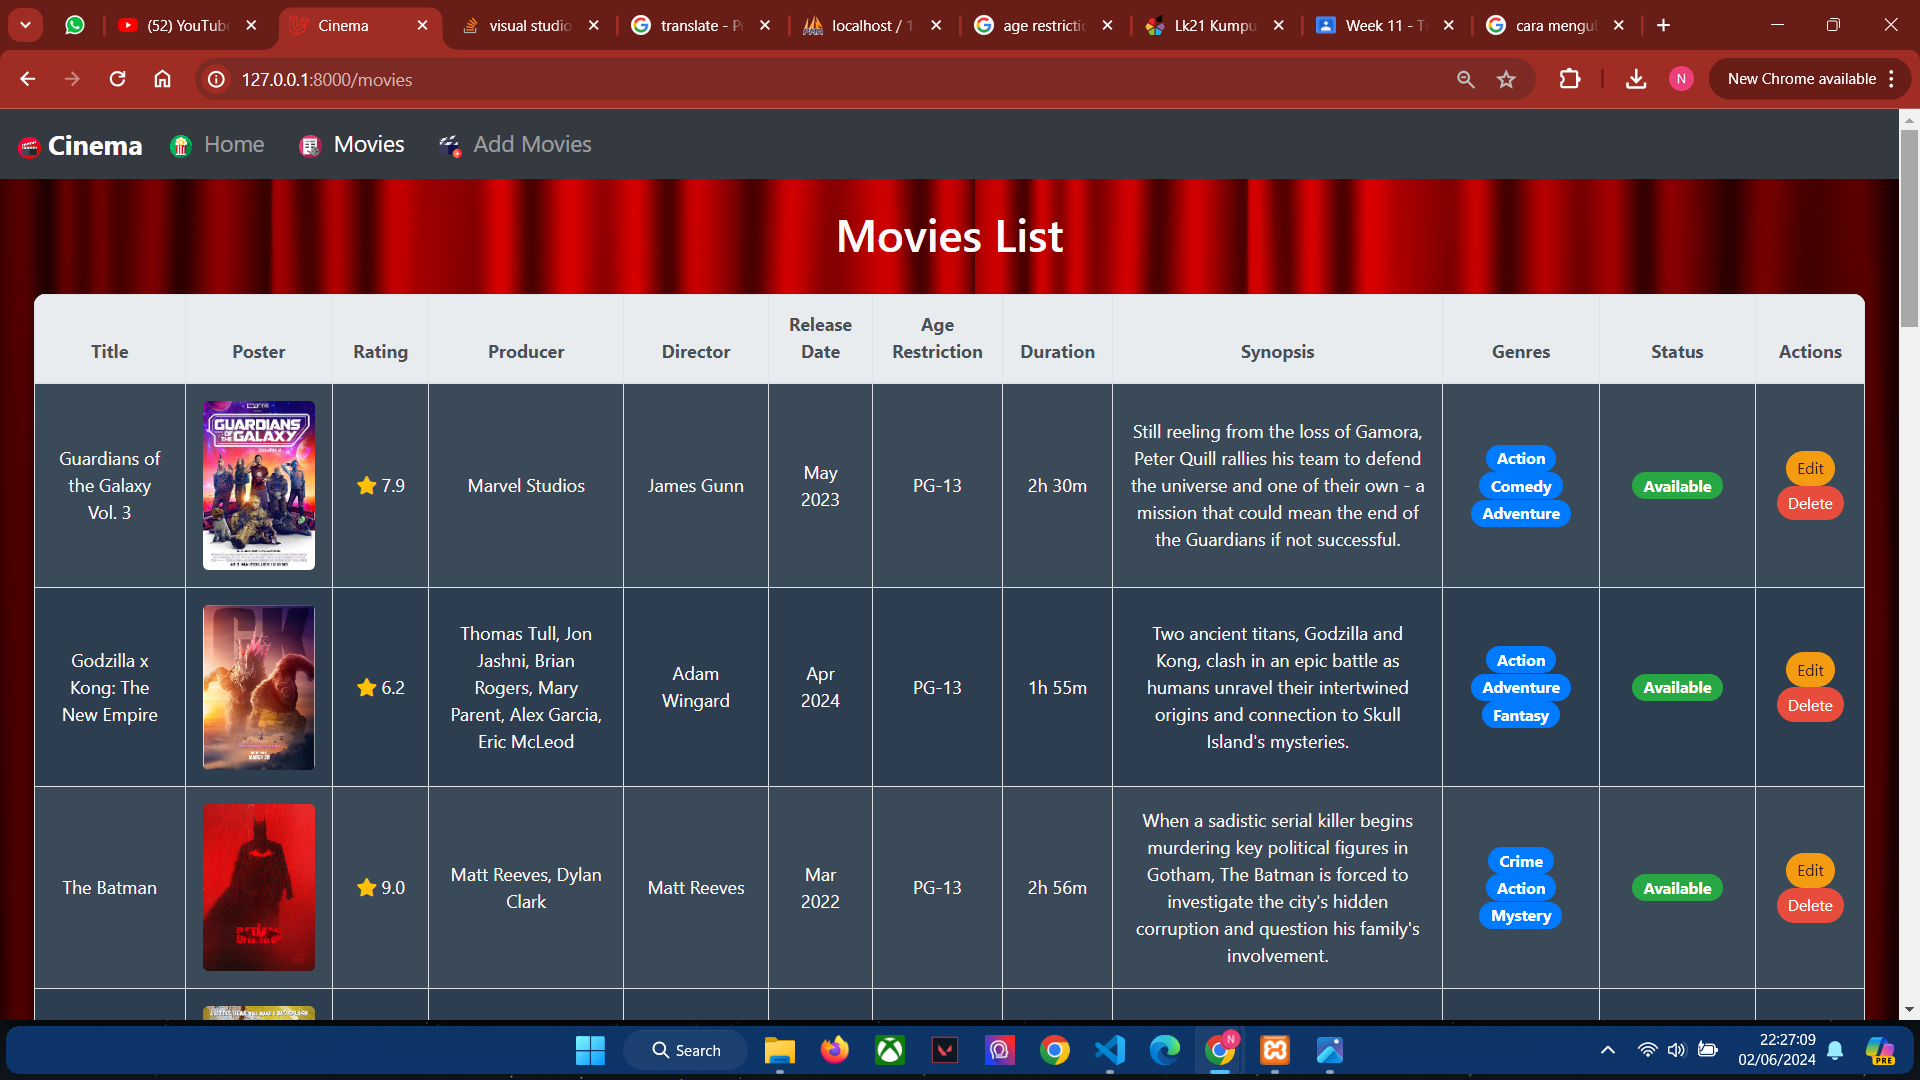 (52) YouTube
Cinema
visual studio
translate - Pe
localhost / 1
age restrictio
Lk21 Kumpu
Week 11 - T
cara mengu
127.0.0.1:8000/movies
N
New Chrome available
Cinema
Home
Movies
Add Movies
Movies List
Title
Poster
Rating
Producer
Director
Release
Date
Age
Restriction
Duration
Synopsis
Genres
Status
Actions
Guardians of
the Galaxy
Vol. 3
GUARDIANS
OF THE GALAXY
VOLUME 3
7.9
Marvel Studios
James Gunn
May
2023
PG-13
2h 30m
Still reeling from the loss of Gamora,
Peter Quill rallies his team to defend
the universe and one of their own - a
mission that could mean the end of
the Guardians if not successful.
Action
Comedy
Adventure
Available
Edit
Delete
Godzilla x
Kong: The
New Empire
GK
MARCH 29
6.2
Thomas Tull, Jon
Jashni, Brian
Rogers, Mary
Parent, Alex Garcia,
Eric McLeod
Adam
Wingard
Apr
2024
PG-13
1h 55m
Two ancient titans, Godzilla and
Kong, clash in an epic battle as
humans unravel their intertwined
origins and connection to Skull
Island's mysteries.
Action
Adventure
Fantasy
Available
Edit
Delete
The Batman
BATMAN
9.0
Matt Reeves, Dylan
Clark
Matt Reeves
Mar
2022
PG-13
2h 56m
When a sadistic serial killer begins
murdering key political figures in
Gotham, The Batman is forced to
investigate the city's hidden
corruption and question his family's
involvement.
Crime
Action
Mystery
Available
Edit
Delete
Search
N
22:27:09
02/06/2024
PRE